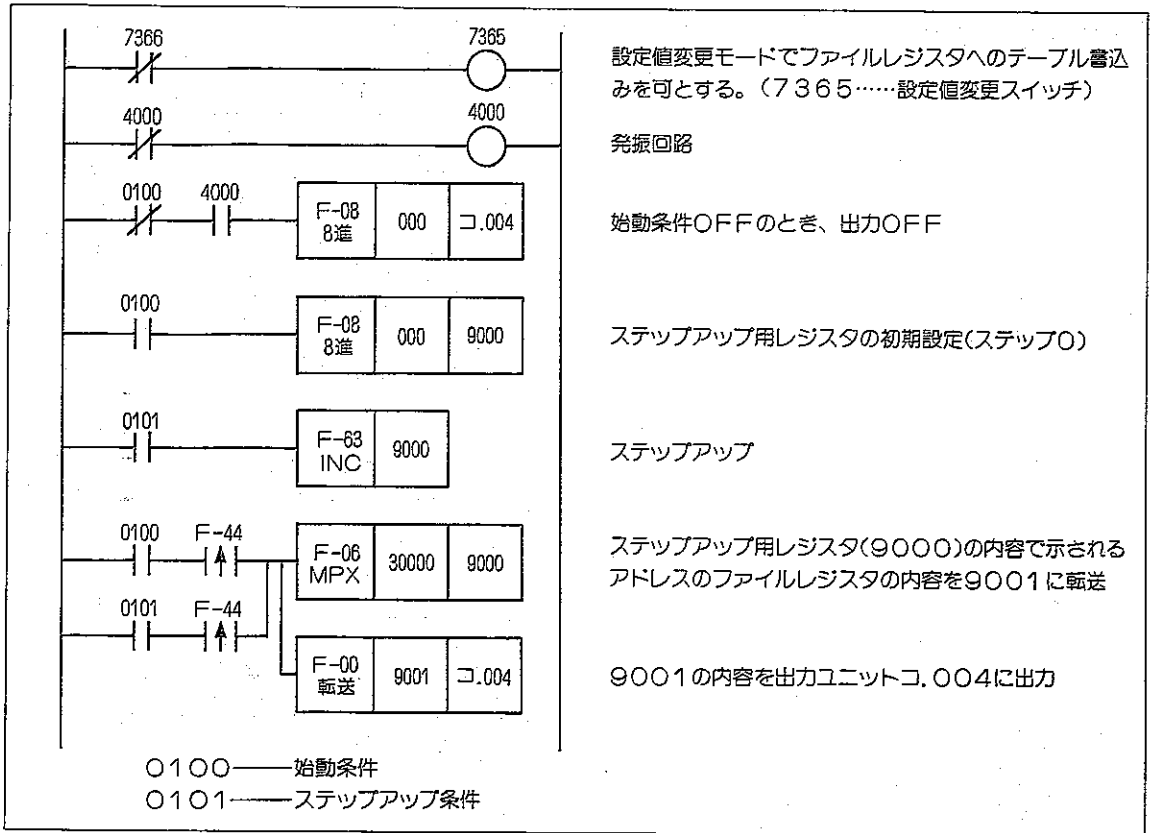 7366 7365
設定値変更モードでファイルレジスタへのテーブル書込
みを可とする。(7365……設定値変更スイッチ)
4000 4000
発振回路
0100 4000
F-08
8進
000
コ.004
始動条件OFFのとき、出力OFF
0100
F-08
8進
000
9000
ステップアップ用レジスタの初期設定(ステップ0)
0101
F-63
INC
9000
ステップアップ
0100 F-44
F-06
MPX
30000
9000
ステップアップ用レジスタ(9000)の内容で示される
アドレスのファイルレジスタの内容を9001に転送
0101 F-44
F-00
転送
9001
コ.004
9001の内容を出力ユニットコ.004に出力
0100――始動条件
0101――ステップアップ条件